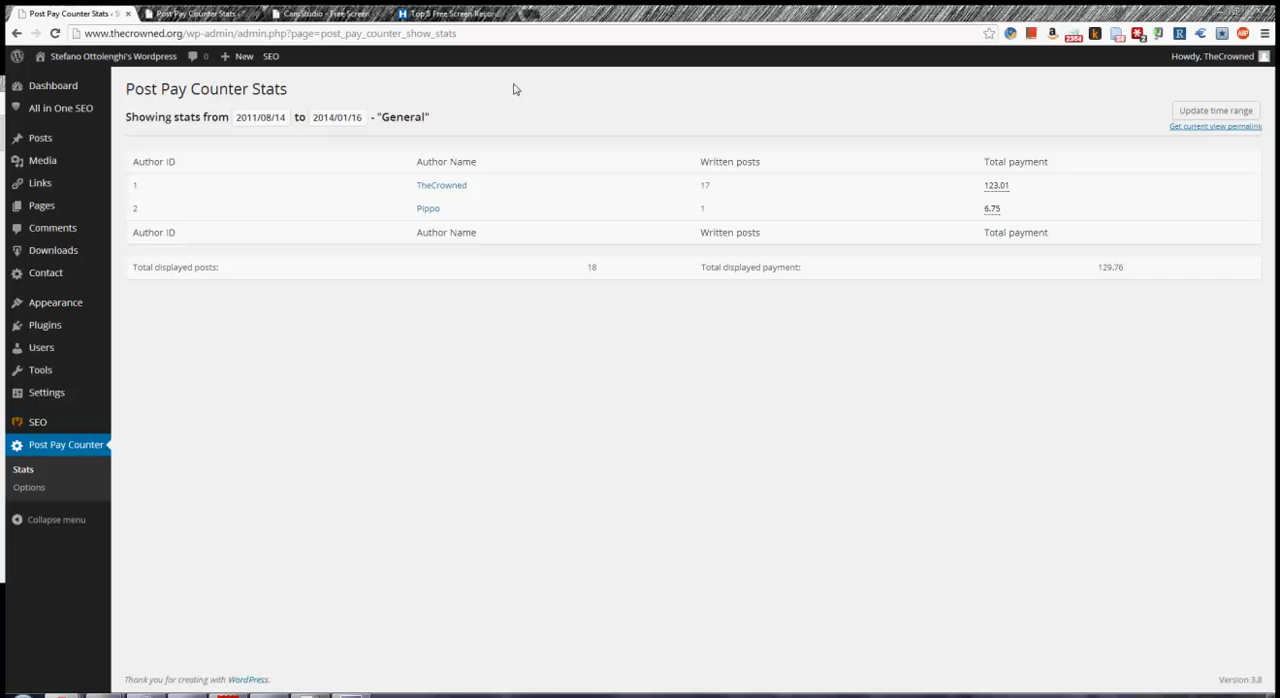 Post Pay Counter Stats ‹ S
Post Pay Counter Stats ‹
CamStudio - Free Screen
Top 5 Free Screen Record
www.thecrowned.org/wp-admin/admin.php?page=post_pay_counter_show_stats
Stefano Ottolenghi's Wordpress
0
New
SEO
Howdy, TheCrowned
Dashboard
All in One SEO
Posts
Media
Links
Pages
Comments
Downloads
Contact
Appearance
Plugins
Users
Tools
Settings
SEO
Post Pay Counter
Stats
Options
Collapse menu
Post Pay Counter Stats
Showing stats from 2011/08/14 to 2014/01/16 - "General"
Update time range
Get current view permalink
Author ID Author Name Written posts Total payment
1 TheCrowned 17 123.01
2 Pippo 1 6.75
Author ID Author Name Written posts Total payment
Total displayed posts: 18 Total displayed payment: 129.76
Thank you for creating with WordPress.
Version 3.8